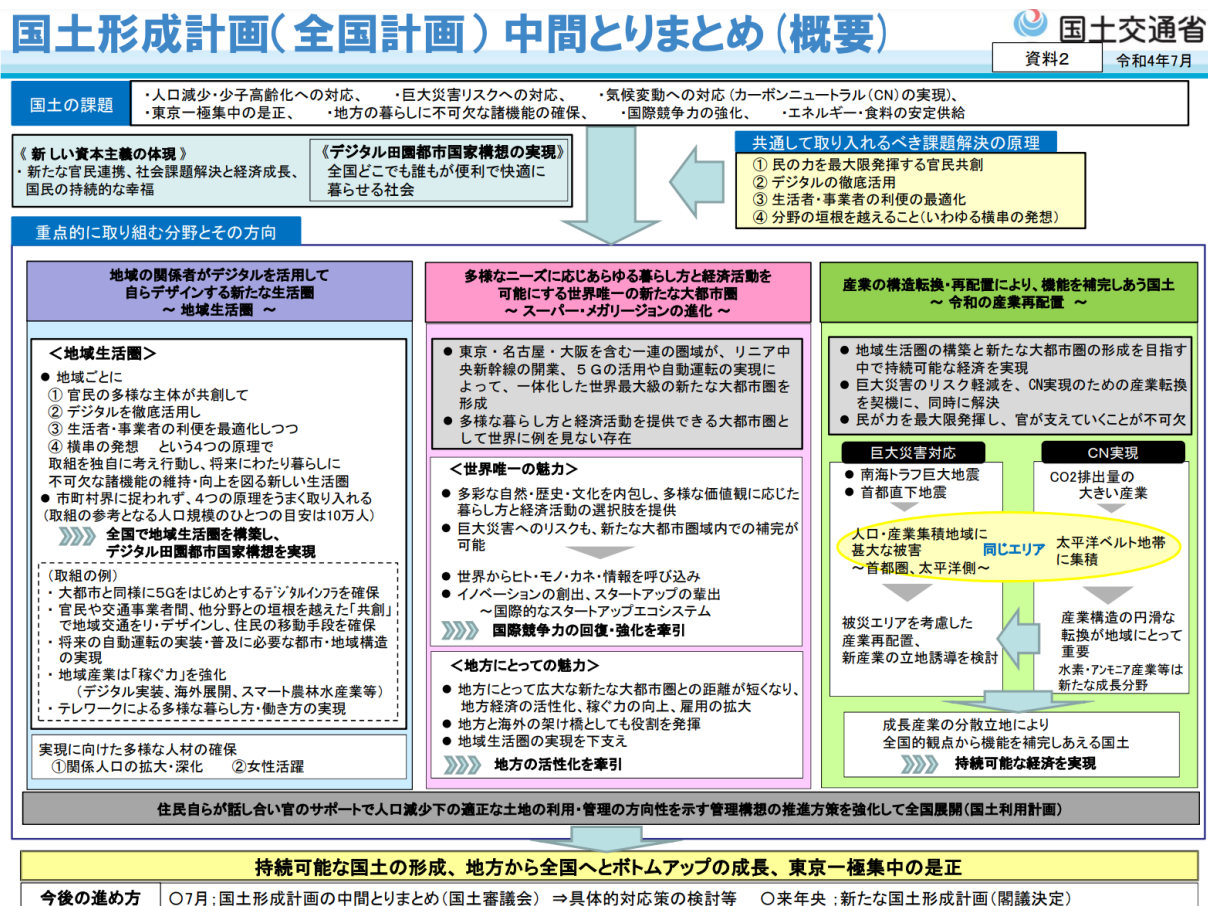 国土形成計画(全国計画) 中間とりまとめ (概要)
国土交通省
資料2
令和4年7月
国土の課題
・人口減少・少子高齢化への対応、 ・巨大災害リスクへの対応、 ・気候変動への対応 (カーボンニュートラル(CN)の実現)、
・東京一極集中の是正、 ・地方の暮らしに不可欠な諸機能の確保、 ・国際競争力の強化、 ・エネルギー・食料の安定供給
《 新しい資本主義の体現 》
・新たな官民連携、社会課題解決と経済成長、
国民の持続的な幸福
《デジタル田園都市国家構想の実現》
全国どこでも誰もが便利で快適に
暮らせる社会
共通して取り入れるべき課題解決の原理
① 民の力を最大限発揮する官民共創
② デジタルの徹底活用
③ 生活者・事業者の利便の最適化
④ 分野の垣根を越えること(いわゆる横串の発想)
重点的に取り組む分野とその方向
地域の関係者がデジタルを活用して
自らデザインする新たな生活圏
~ 地域生活圏 ~
<地域生活圏>
● 地域ごとに
① 官民の多様な主体が共創して
② デジタルを徹底活用し
③ 生活者・事業者の利便を最適化しつつ
④ 横串の発想 という4つの原理で
取組を独自に考え行動し、将来にわたり暮らしに
不可欠な諸機能の維持・向上を図る新しい生活圏
● 市町村界に捉われず、4つの原理をうまく取り入れる
(取組の参考となる人口規模のひとつの目安は10万人)
全国で地域生活圏を構築し、
デジタル田園都市国家構想を実現
(取組の例)
・大都市と同様に5Gをはじめとするデジタルインフラを確保
・官民や交通事業者間、他分野との垣根を越えた「共創」
で地域交通をリ・デザインし、住民の移動手段を確保
・将来の自動運転の実装・普及に必要な都市・地域構造
の実現
・地域産業は「稼ぐ力」を強化
(デジタル実装、海外展開、スマート農林水産業等)
・テレワークによる多様な暮らし方・働き方の実現
実現に向けた多様な人材の確保
①関係人口の拡大・深化 ②女性活躍
多様なニーズに応じあらゆる暮らし方と経済活動を
可能にする世界唯一の新たな大都市圏
~ スーパー・メガリージョンの進化 ~
● 東京・名古屋・大阪を含む一連の圏域が、リニア中
央新幹線の開業、5Gの活用や自動運転の実現に
よって、一体化した世界最大級の新たな大都市圏を
形成
● 多様な暮らし方と経済活動を提供できる大都市圏と
して世界に例を見ない存在
<世界唯一の魅力>
● 多彩な自然・歴史・文化を内包し、多様な価値観に応じた
暮らし方と経済活動の選択肢を提供
● 巨大災害へのリスクも、新たな大都市圏域内での補完が
可能
● 世界からヒト・モノ・カネ・情報を呼び込み
● イノベーションの創出、スタートアップの輩出
~国際的なスタートアップエコシステム
国際競争力の回復・強化を牽引
<地方にとっての魅力>
● 地方にとって広大な新たな大都市圏との距離が短くなり、
地方経済の活性化、稼ぐ力の向上、雇用の拡大
● 地方と海外の架け橋としても役割を発揮
● 地域生活圏の実現を下支え
地方の活性化を牽引
産業の構造転換・再配置により、機能を補完しあう国土
~ 令和の産業再配置 ~
● 地域生活圏の構築と新たな大都市圏の形成を目指す
中で持続可能な経済を実現
● 巨大災害のリスク軽減を、CN実現のための産業転換
を契機に、同時に解決
● 民が力を最大限発揮し、官が支えていくことが不可欠
巨大災害対応
● 南海トラフ巨大地震
● 首都直下地震
CN実現
CO2排出量の
大きい産業
人口・産業集積地域に
甚大な被害
~首都圏、太平洋側~
同じエリア
太平洋ベルト地帯
に集積
被災エリアを考慮した
産業再配置、
新産業の立地誘導を検討
産業構造の円滑な
転換が地域にとって
重要
水素・アンモニア産業等は
新たな成長分野
成長産業の分散立地により
全国的観点から機能を補完しあえる国土
持続可能な経済を実現
住民自らが話し合い官のサポートで人口減少下の適正な土地の利用・管理の方向性を示す管理構想の推進方策を強化して全国展開(国土利用計画)
持続可能な国土の形成、地方から全国へとボトムアップの成長、東京一極集中の是正
今後の進め方
○7月;国土形成計画の中間とりまとめ(国土審議会) ⇒具体的対応策の検討等 ○来年央;新たな国土形成計画(閣議決定)